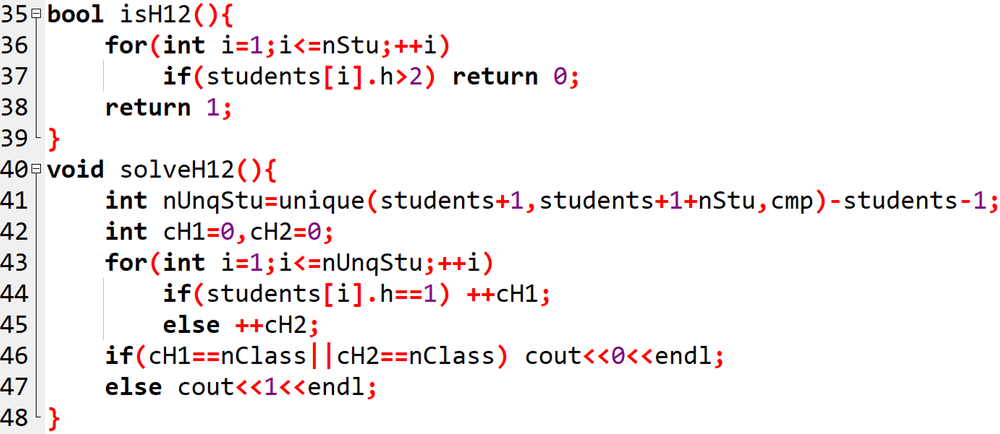 35 bool isH12(){
36     for(int i=1;i<=nStu;++i)
37         if(students[i].h>2) return 0;
38     return 1;
39 }
40 void solveH12(){
41     int nUnqStu=unique(students+1,students+1+nStu,cmp)-students-1;
42     int cH1=0,cH2=0;
43     for(int i=1;i<=nUnqStu;++i)
44         if(students[i].h==1) ++cH1;
45         else ++cH2;
46     if(cH1==nClass||cH2==nClass) cout<<0<<endl;
47     else cout<<1<<endl;
48 }